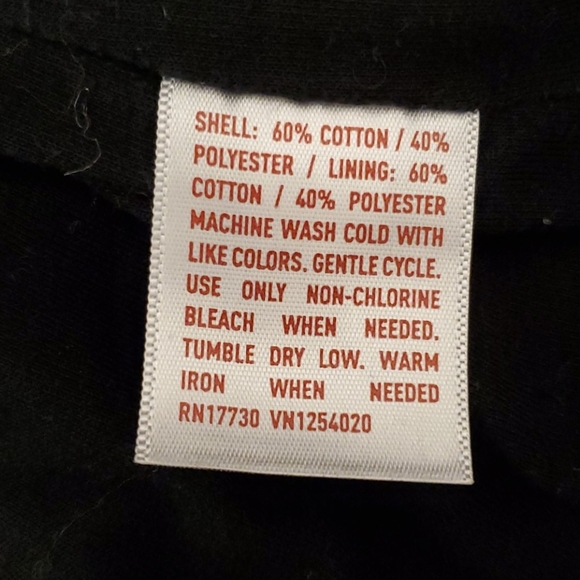 SHELL: 60% COTTON / 40%
POLYESTER / LINING: 60%
COTTON / 40% POLYESTER
MACHINE WASH COLD WITH
LIKE COLORS. GENTLE CYCLE.
USE ONLY NON-CHLORINE
BLEACH WHEN NEEDED.
TUMBLE DRY LOW. WARM
IRON WHEN NEEDED
RN17730 VN1254020